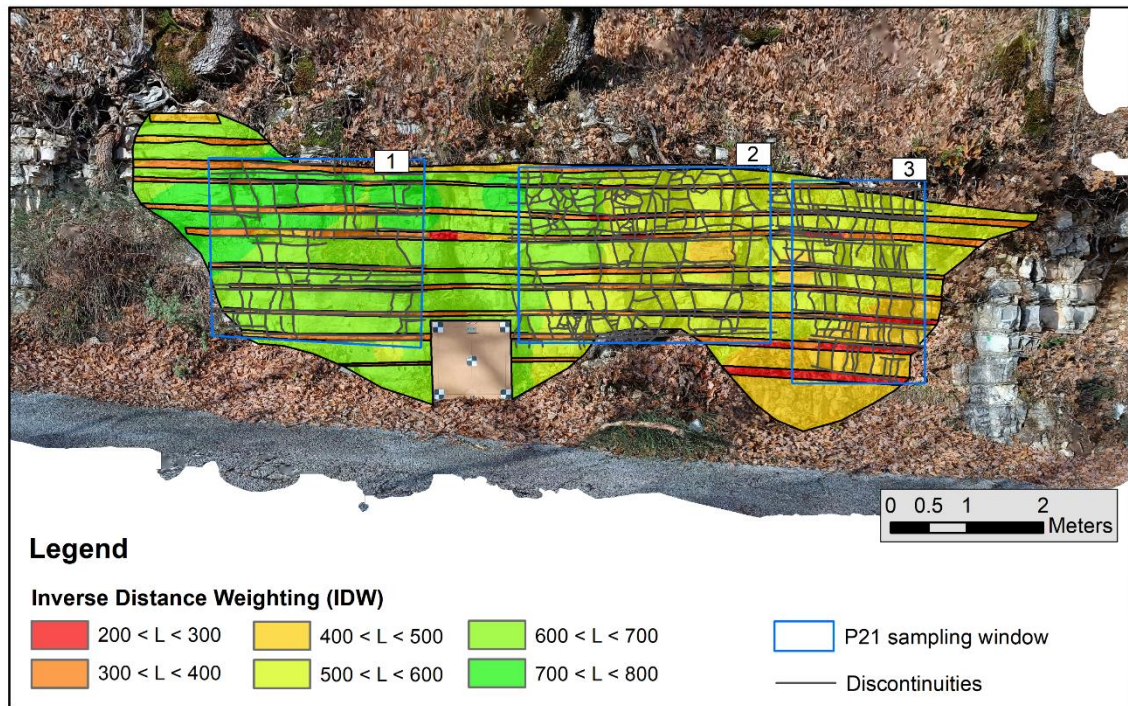 1
2
3
0 0.5 1 2
Meters
Legend
Inverse Distance Weighting (IDW)
200 < L < 300
400 < L < 500
600 < L < 700
P21 sampling window
300 < L < 400
500 < L < 600
700 < L < 800
Discontinuities